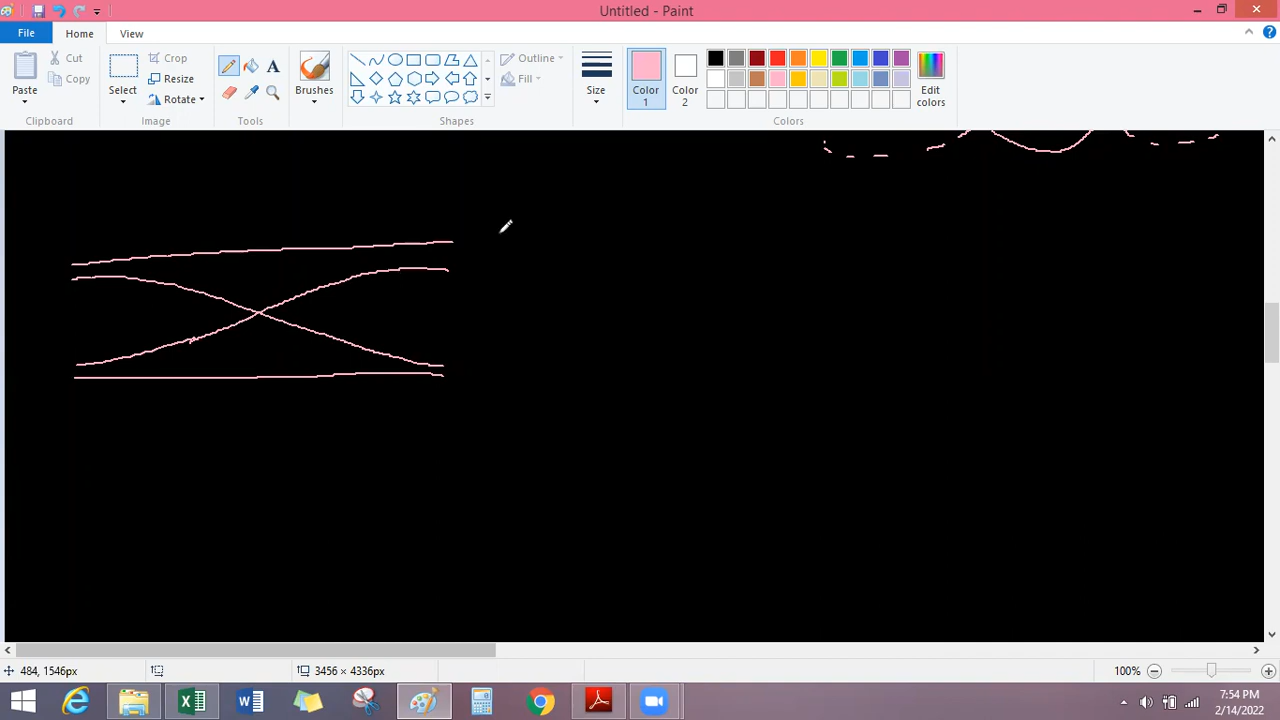 Untitled - Paint
File
Home
View
Paste
Cut
Copy
Clipboard
Select
Crop
Resize
Rotate
Image
Tools
Brushes
Shapes
Outline
Fill
Size
Color
1
Color
2
Edit
colors
Colors
484, 1546px
3456 × 4336px
100%
7:54 PM
2/14/2022